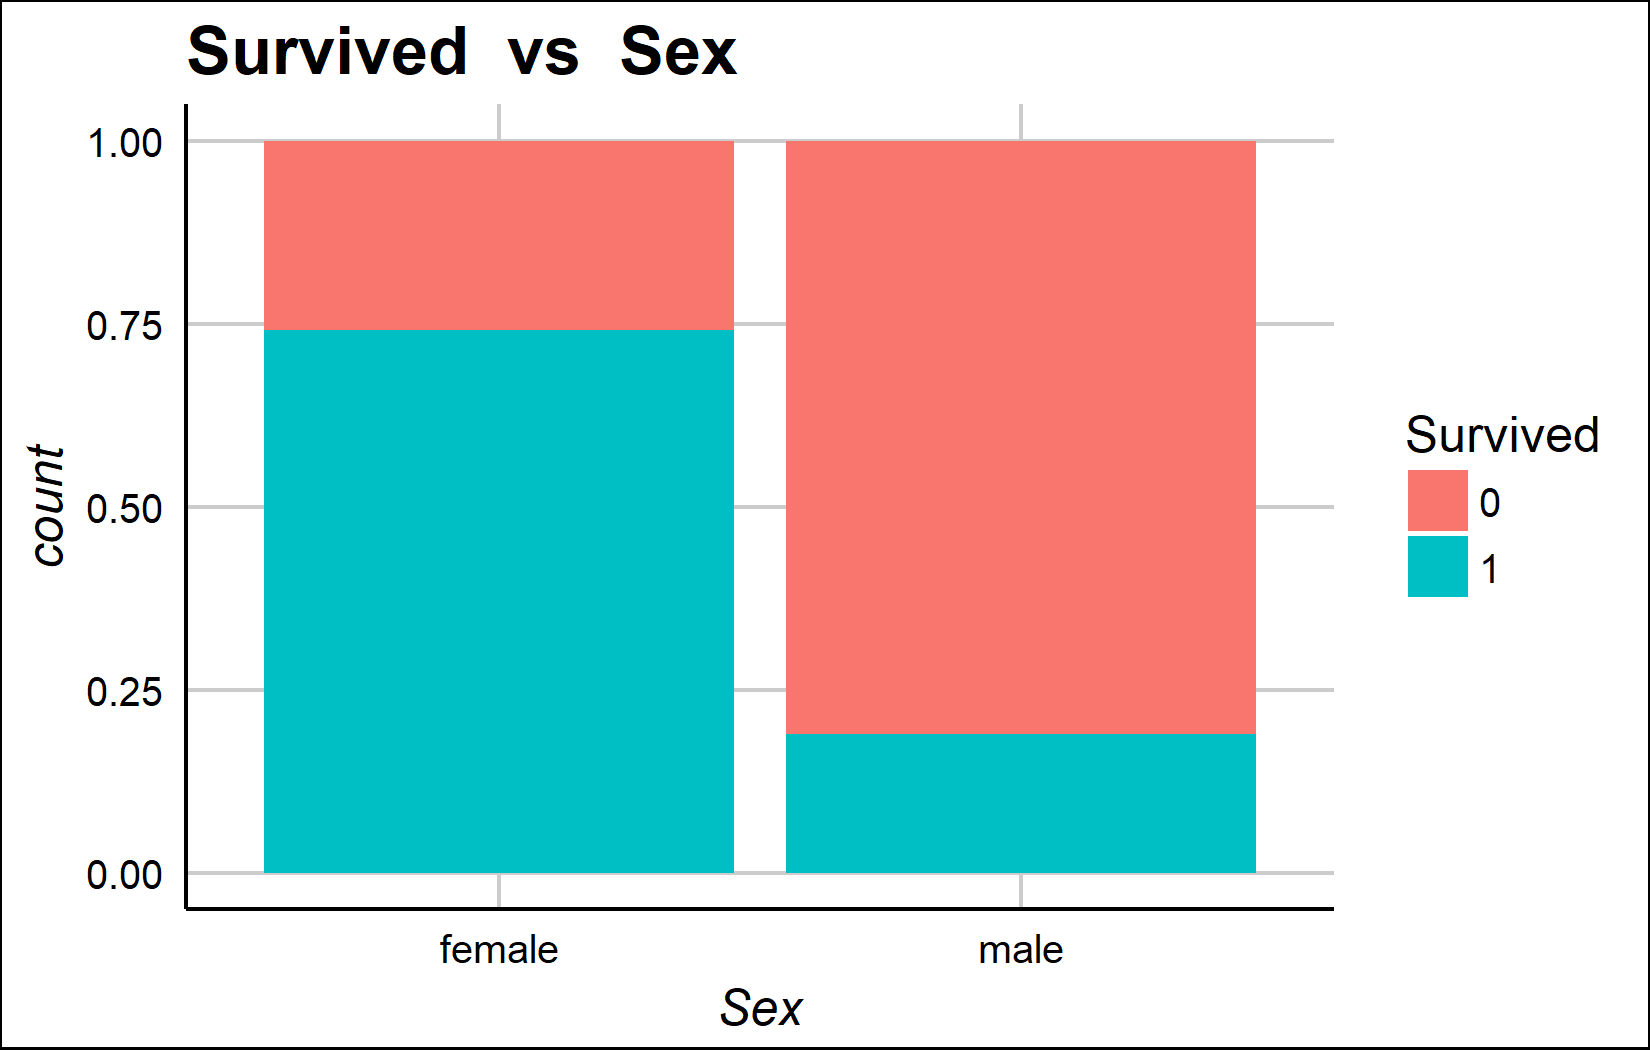 Survived vs Sex
1.00
0.75
0.50
0.25
0.00
count
female
male
Sex
Survived
0
1